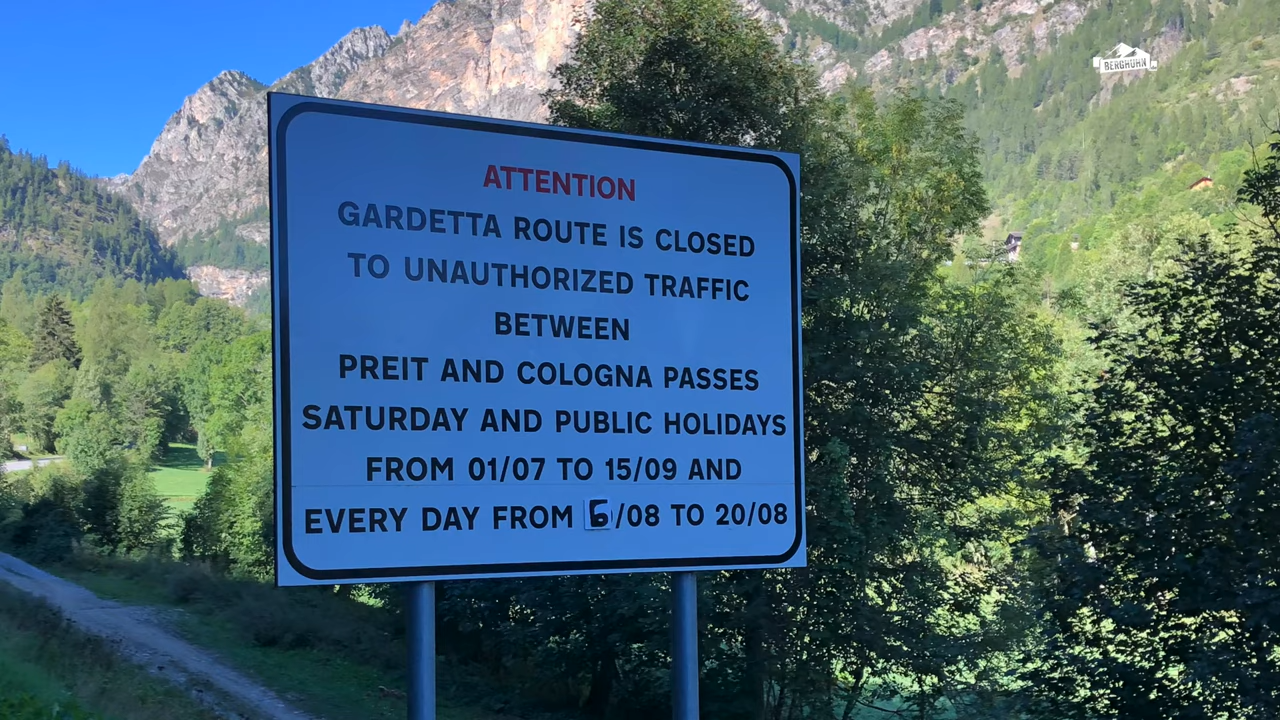 BERGHUHN
ATTENTION
GARDETTA ROUTE IS CLOSED
TO UNAUTHORIZED TRAFFIC
BETWEEN
PREIT AND COLOGNA PASSES
SATURDAY AND PUBLIC HOLIDAYS
FROM 01/07 TO 15/09 AND
EVERY DAY FROM 6/08 TO 20/08